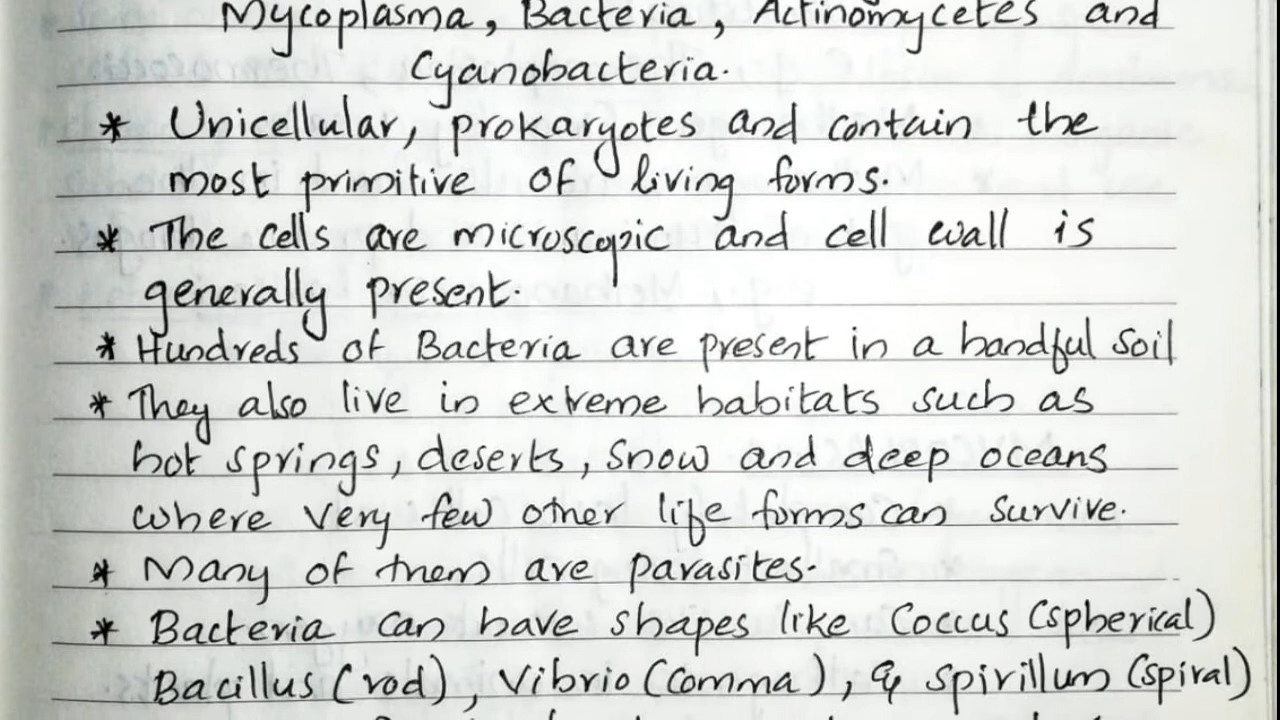 Mycoplasma, Bacteria, Actinomycetes and
Cyanobacteria.
* Unicellular, prokaryotes and contain the
most primitive of living forms.
* The cells are microscopic and cell wall is
generally present.
* Hundreds of Bacteria are present in a handful soil
* They also live in extreme habitats such as
hot springs, deserts, snow and deep oceans
where very few other life forms can survive.
* Many of them are parasites.
* Bacteria can have shapes like Coccus (spherical)
Bacillus (rod), Vibrio (comma), & spirillum (spiral)